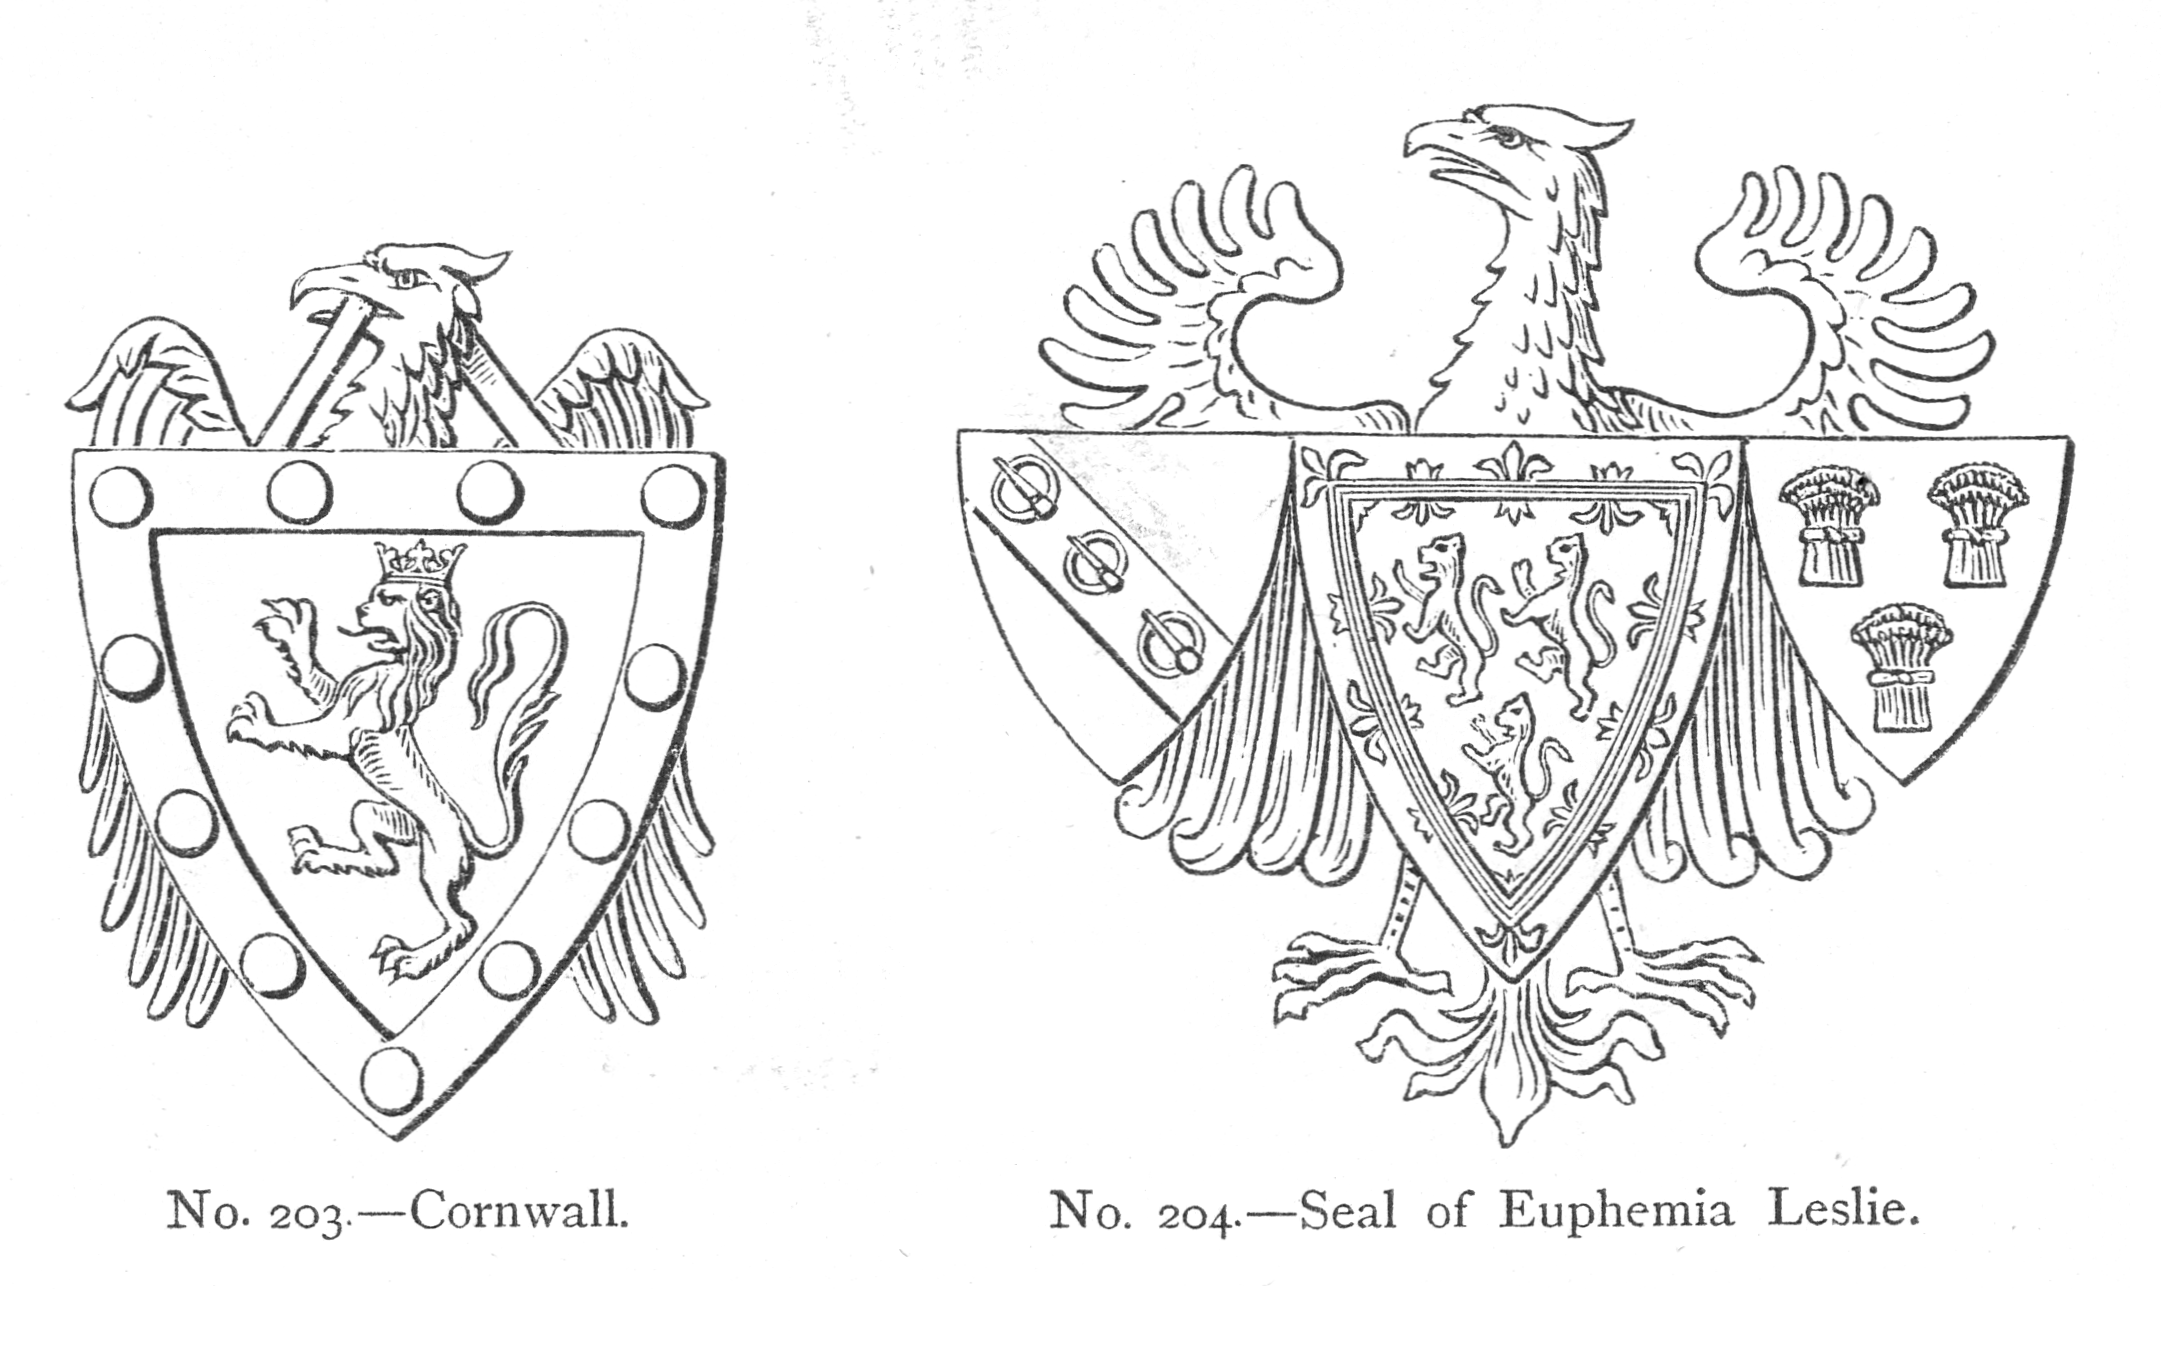 No. 203.—Cornwall.
No. 204.—Seal of Euphemia Leslie.